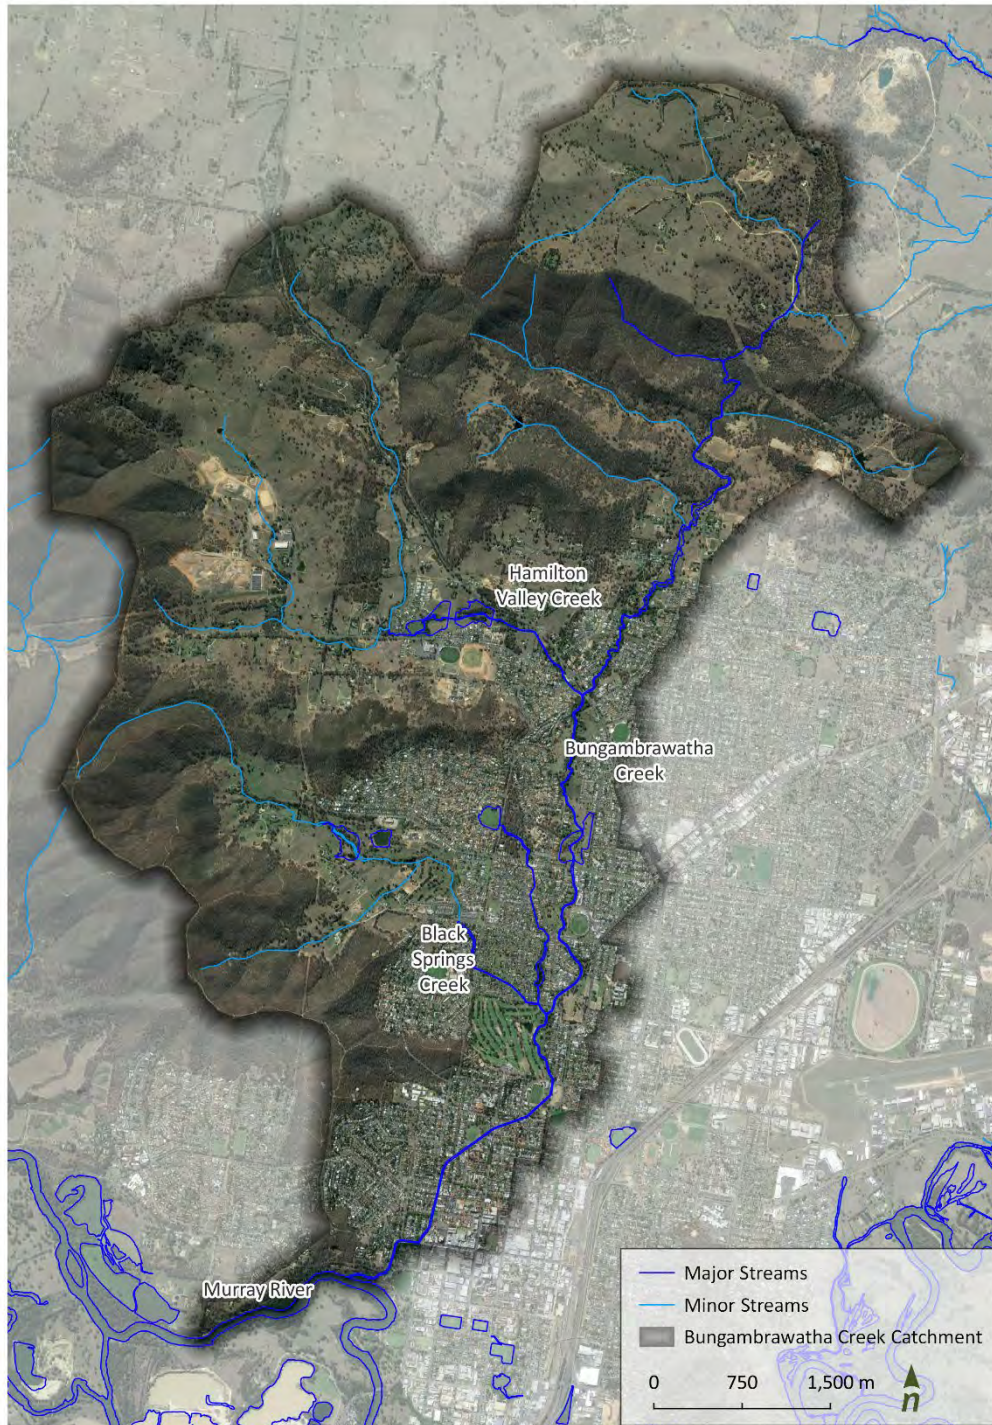 Hamilton
Valley Creek
Bungambrawatha
Creek
Black
Springs
Creek
Murray River
Major Streams
Minor Streams
Bungambrawatha Creek Catchment
0 750 1,500 m
n